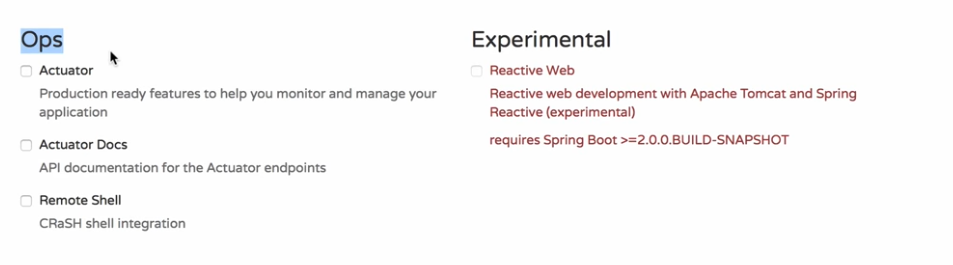 Ops
Actuator
Production ready features to help you monitor and manage your
application
Actuator Docs
API documentation for the Actuator endpoints
Remote Shell
CRaSH shell integration
Experimental
Reactive Web
Reactive web development with Apache Tomcat and Spring
Reactive (experimental)
requires Spring Boot >=2.0.0.BUILD-SNAPSHOT